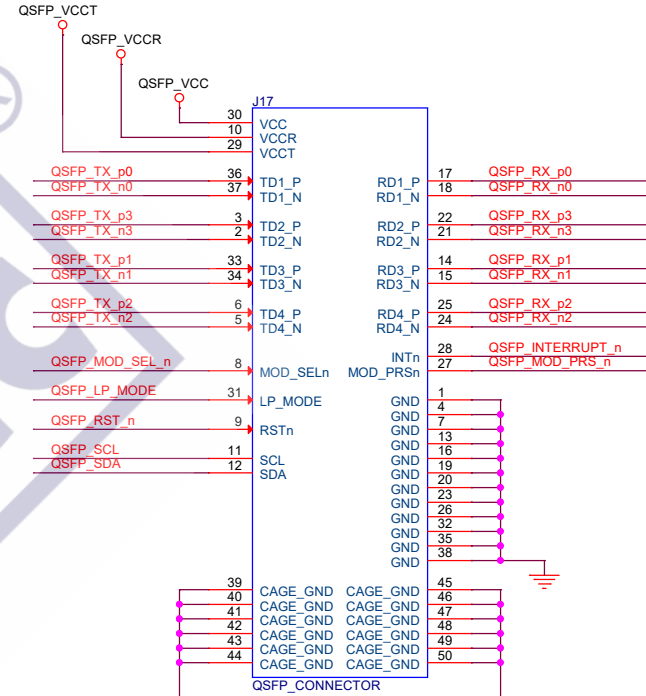 QSFP_VCCT
QSFP_VCCR
QSFP_VCC
J17
30 VCC
10 VCCR
29 VCCT
QSFP_TX_p0 36 TD1_P RD1_P 17 QSFP_RX_p0
QSFP_TX_n0 37 TD1_N RD1_N 18 QSFP_RX_n0
QSFP_TX_p3 3 TD2_P RD2_P 22 QSFP_RX_p3
QSFP_TX_n3 2 TD2_N RD2_N 21 QSFP_RX_n3
QSFP_TX_p1 33 TD3_P RD3_P 14 QSFP_RX_p1
QSFP_TX_n1 34 TD3_N RD3_N 15 QSFP_RX_n1
QSFP_TX_p2 6 TD4_P RD4_P 25 QSFP_RX_p2
QSFP_TX_n2 5 TD4_N RD4_N 24 QSFP_RX_n2
INTn 28 QSFP_INTERRUPT_n
QSFP_MOD_SEL_n 8 MOD_SELn MOD_PRSn 27 QSFP_MOD_PRS_n
QSFP_LP_MODE 31 LP_MODE GND 1
GND 4
QSFP_RST_n 9 RSTn GND 7
GND 13
QSFP_SCL 11 SCL GND 16
QSFP_SDA 12 SDA GND 19
GND 20
GND 23
GND 26
GND 32
GND 35
GND 38
39 CAGE_GND CAGE_GND 45
40 CAGE_GND CAGE_GND 46
41 CAGE_GND CAGE_GND 47
42 CAGE_GND CAGE_GND 48
43 CAGE_GND CAGE_GND 49
44 CAGE_GND CAGE_GND 50
QSFP_CONNECTOR